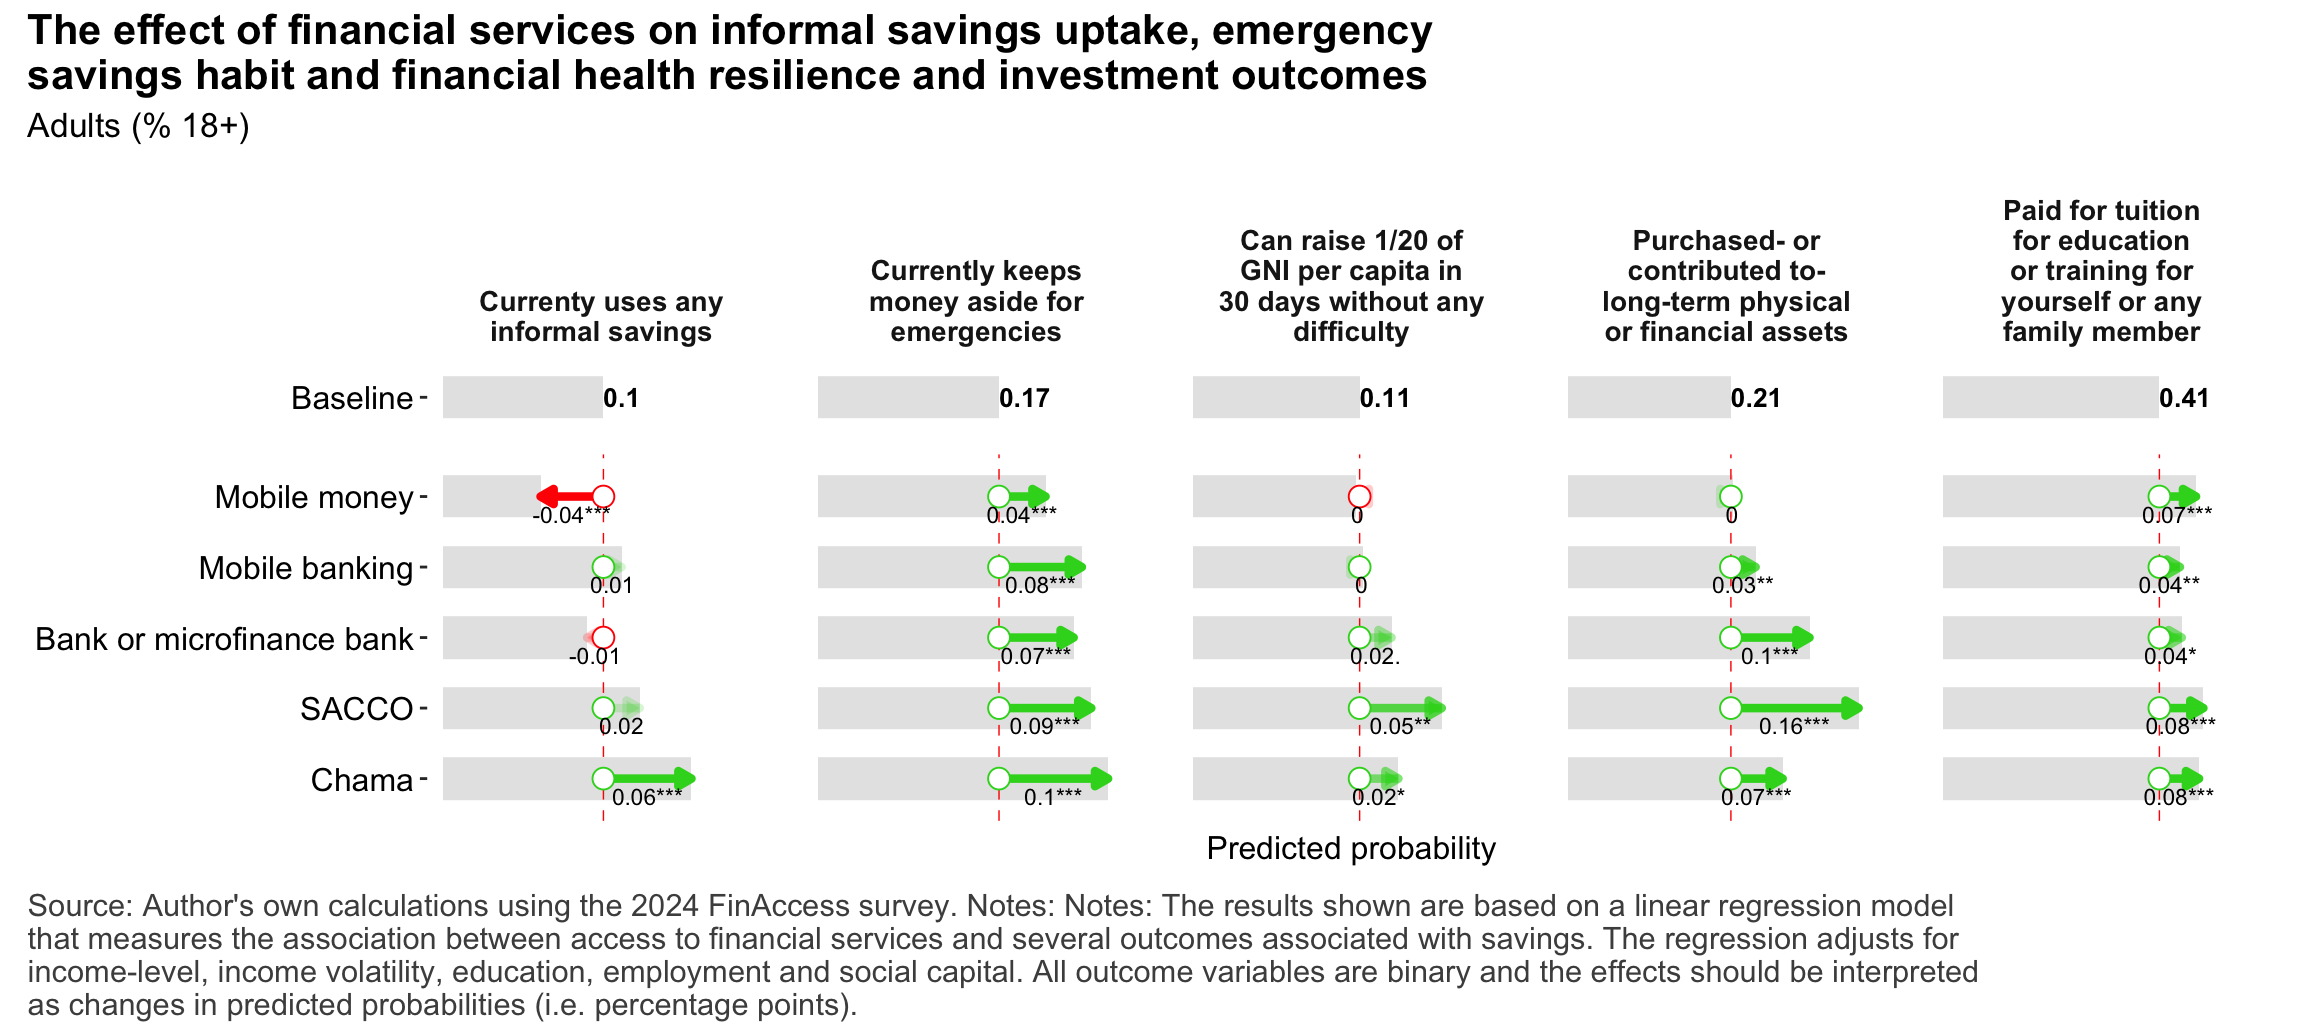 The effect of financial services on informal savings uptake, emergency
savings habit and financial health resilience and investment outcomes
Adults (% 18+)
Currenty uses any
informal savings
Currently keeps
money aside for
emergencies
Can raise 1/20 of
GNI per capita in
30 days without any
difficulty
Purchased- or
contributed to-
long-term physical
or financial assets
Paid for tuition
for education
or training for
yourself or any
family member
Baseline 0.1 0.17 0.11 0.21 0.41
Mobile money -0.04*** 0.04*** 0 0 0.07***
Mobile banking 0.01 0.08*** 0 0.03** 0.04**
Bank or microfinance bank -0.01 0.07*** 0.02. 0.1*** 0.04*
SACCO 0.02 0.09*** 0.05** 0.16*** 0.08***
Chama 0.06*** 0.1*** 0.02* 0.07*** 0.08***
Predicted probability
Source: Author's own calculations using the 2024 FinAccess survey. Notes: Notes: The results shown are based on a linear regression model
that measures the association between access to financial services and several outcomes associated with savings. The regression adjusts for
income-level, income volatility, education, employment and social capital. All outcome variables are binary and the effects should be interpreted
as changes in predicted probabilities (i.e. percentage points).